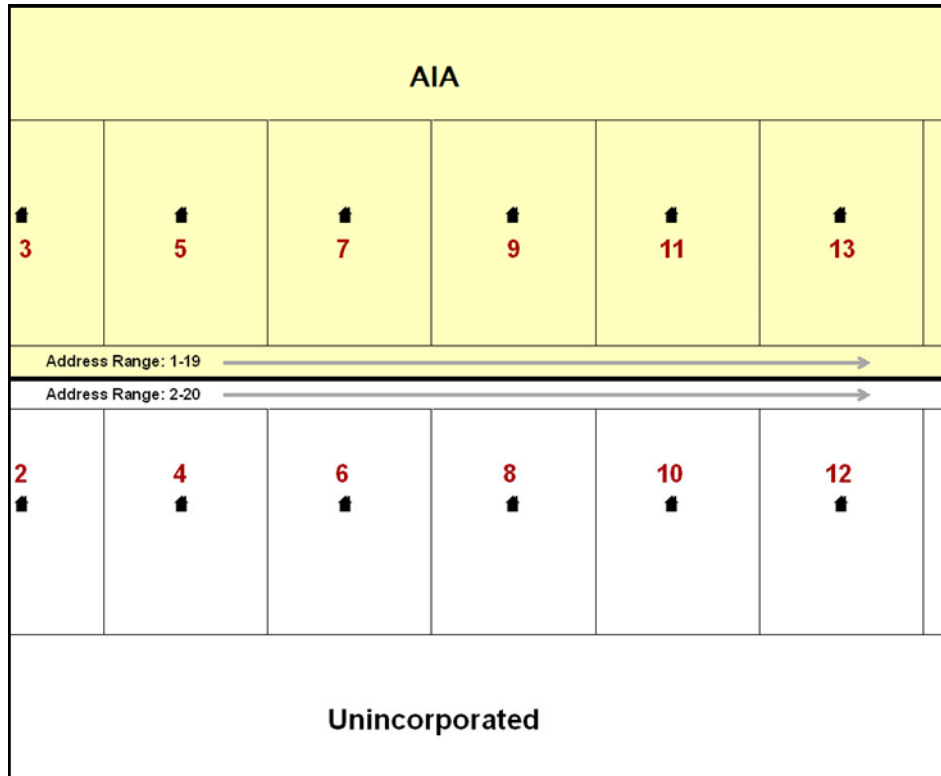 AIA
3 5 7 9 11 13
Address Range: 1-19
Address Range: 2-20
2 4 6 8 10 12
Unincorporated